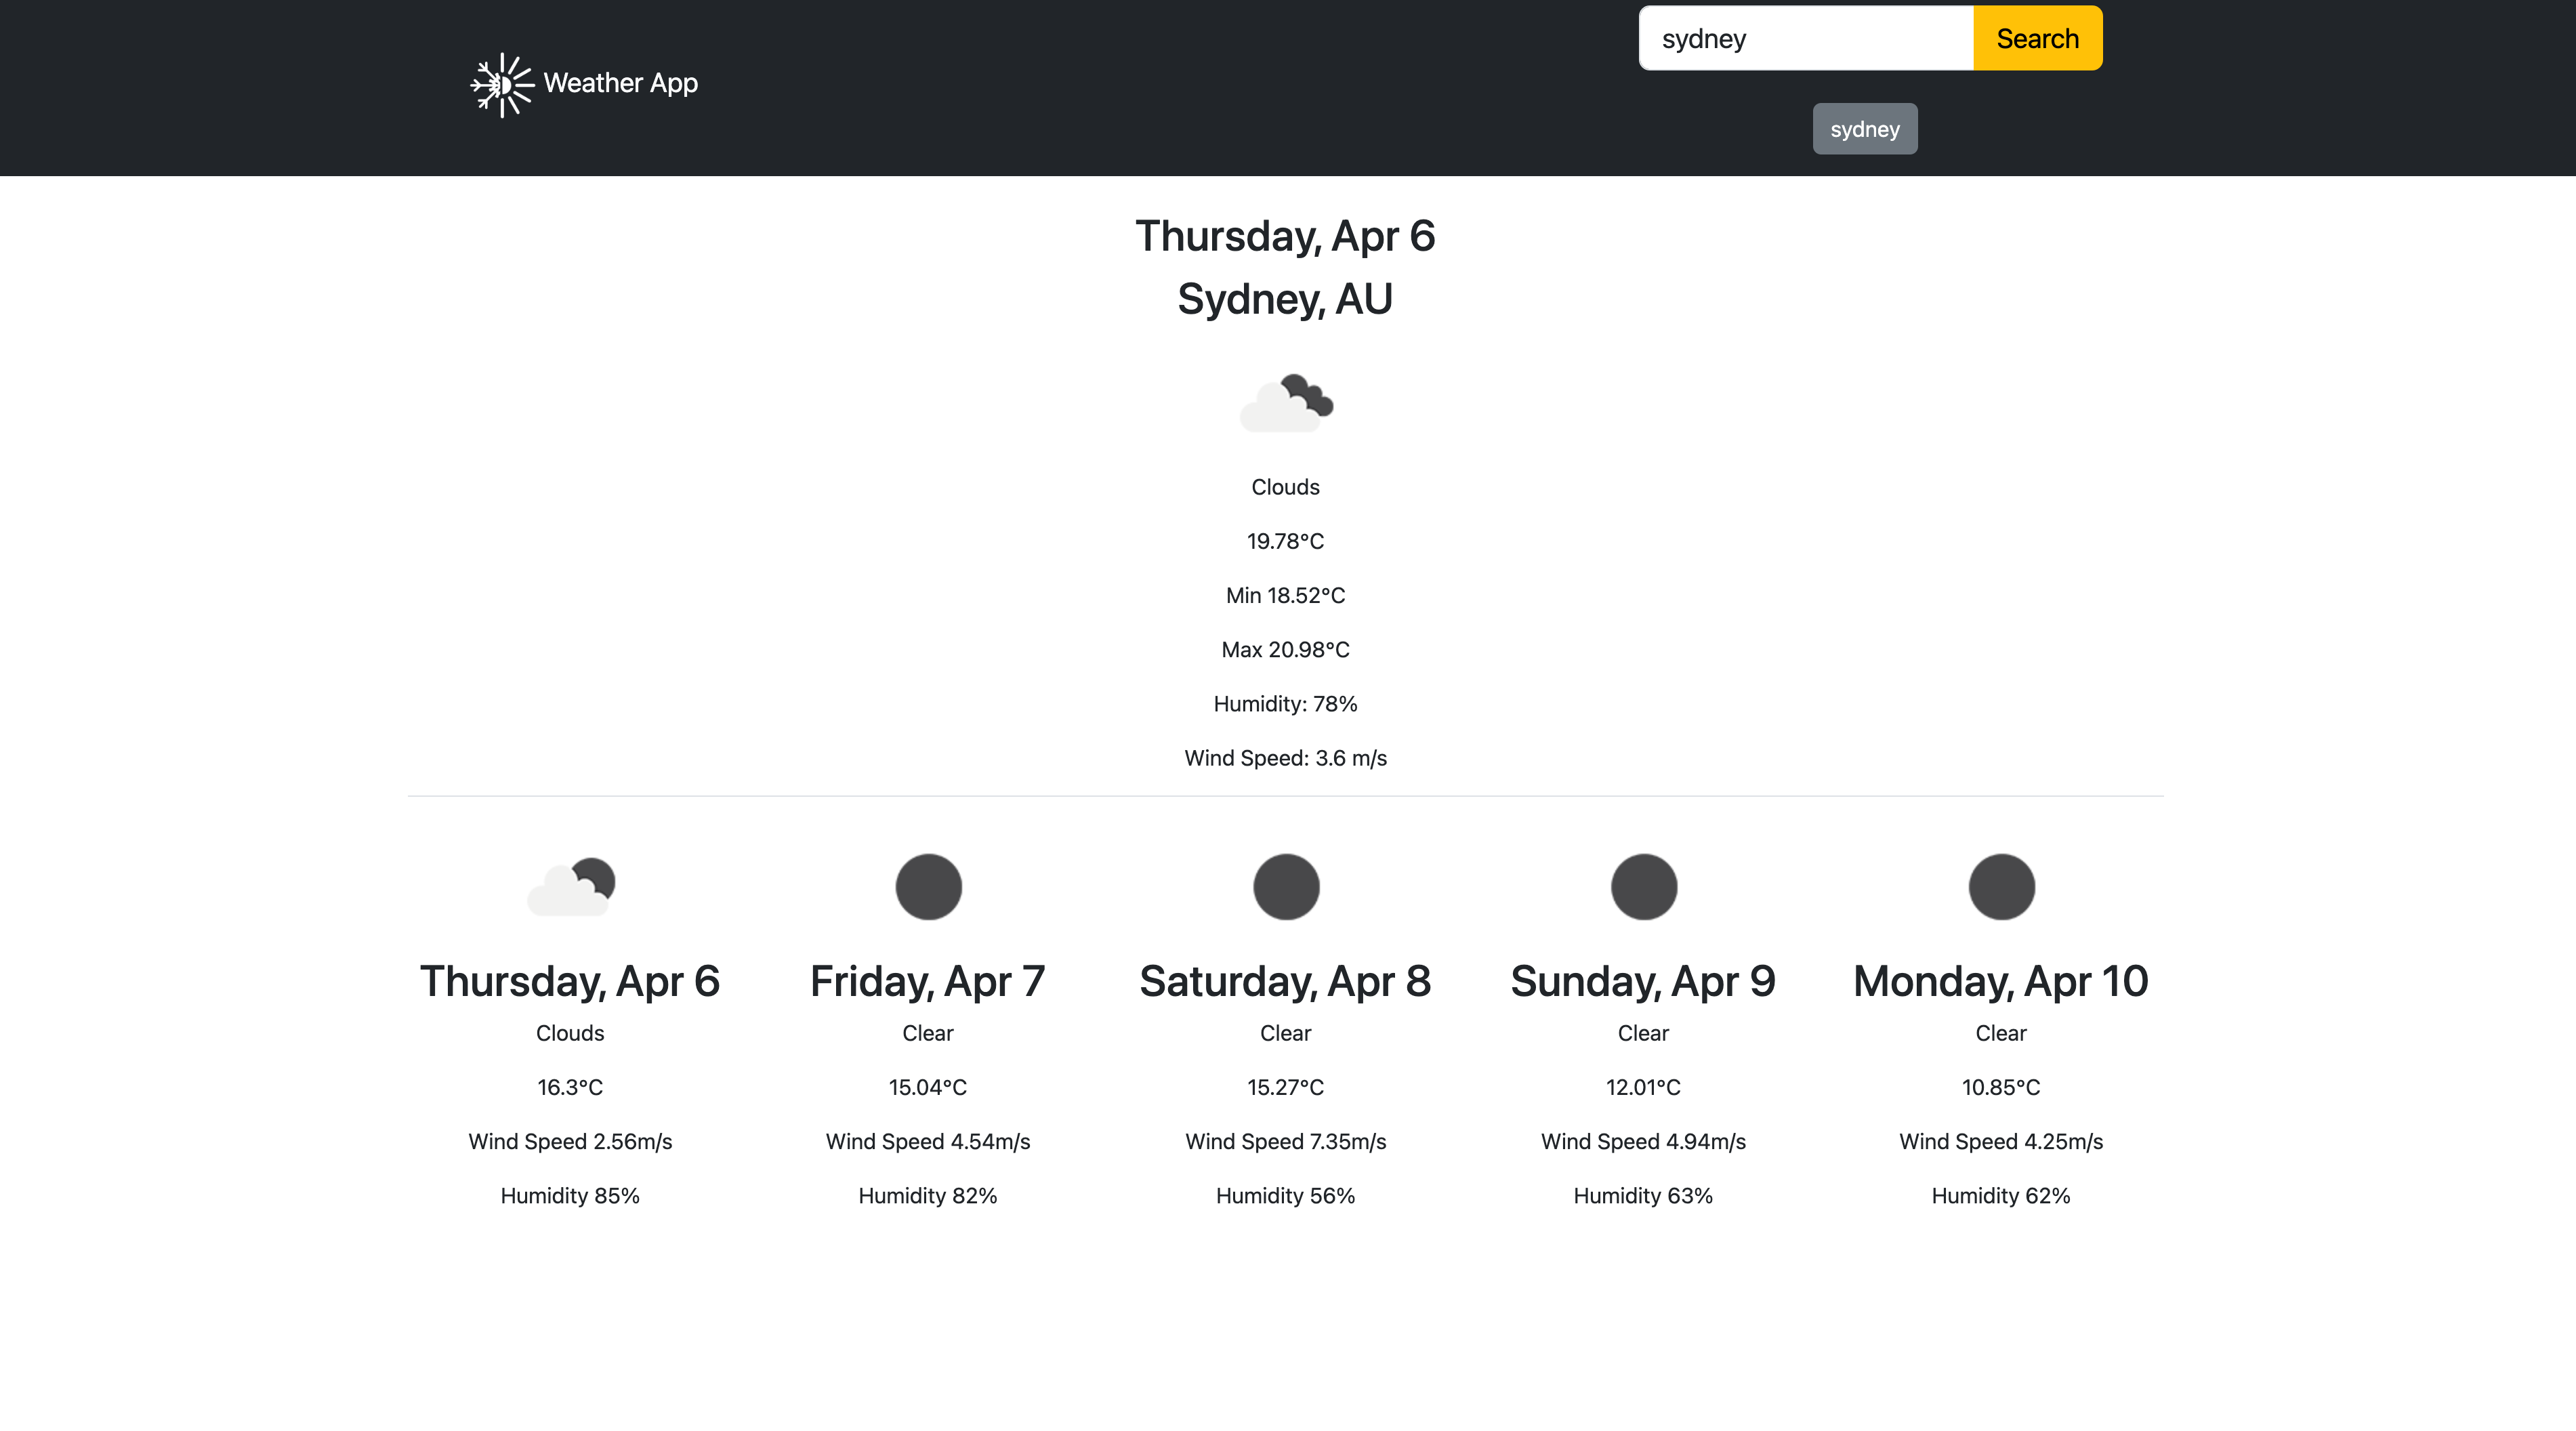 Weather App
sydney
Search
sydney
Thursday, Apr 6
Sydney, AU
Clouds
19.78°C
Min 18.52°C
Max 20.98°C
Humidity: 78%
Wind Speed: 3.6 m/s
Thursday, Apr 6
Clouds
16.3°C
Wind Speed 2.56m/s
Humidity 85%
Friday, Apr 7
Clear
15.04°C
Wind Speed 4.54m/s
Humidity 82%
Saturday, Apr 8
Clear
15.27°C
Wind Speed 7.35m/s
Humidity 56%
Sunday, Apr 9
Clear
12.01°C
Wind Speed 4.94m/s
Humidity 63%
Monday, Apr 10
Clear
10.85°C
Wind Speed 4.25m/s
Humidity 62%